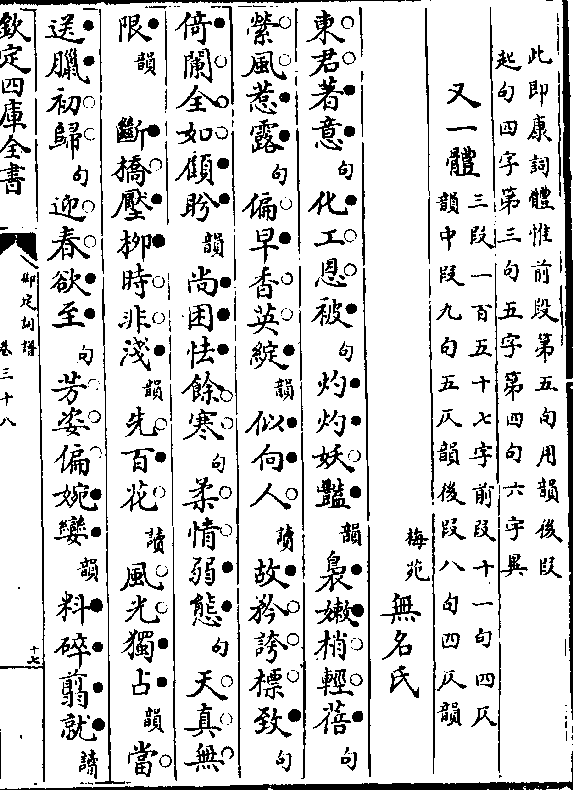 此即康詞體惟前段第五句用韻後段
起句四字第三句五字第四句六字異
又一體 三段一百五十七字前段十一句四仄
韻中段九句五仄韻後段八句四仄韻
梅苑 無名氏
東君著意 句 化工恩被 句 灼灼妖豔 韻 裊嫩梢輕蓓 句
縈風惹露 句 偏早香英綻 韻 似向人 讀 故矜誇標致 句
倚闌全如顧盼 韻 尚困怯餘寒 句 柔情弱態 句 天真無
限 韻 斷橋壓柳時非淺 韻 先百花 讀 風光獨占 韻 當
送臘初歸 句 迎春欲至 句 芳姿偏婉孌 韻 料碎翦就 讀
欽定四庫全書
御定詞譜
卷三十八
十七